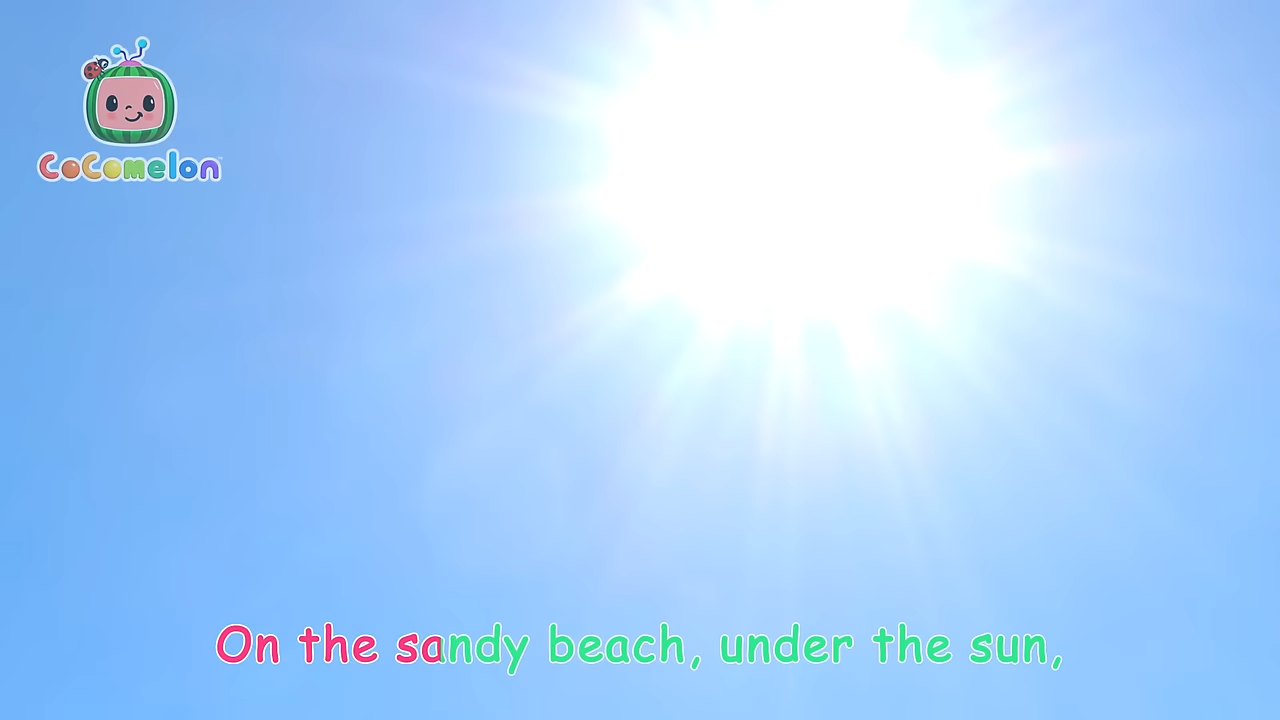 CoComelon
On the sandy beach, under the sun,